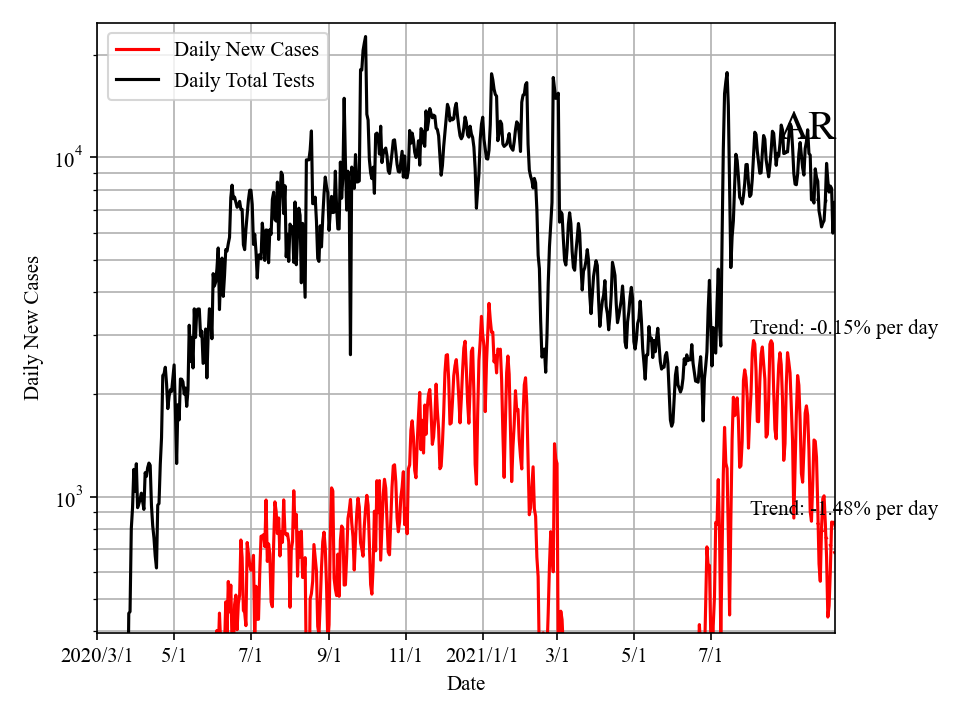 Daily New Cases
Daily Total Tests
AR
10^4
10^3
Daily New Cases
Trend: -0.15% per day
Trend: -1.48% per day
2020/3/1 5/1 7/1 9/1 11/1 2021/1/1 3/1 5/1 7/1
Date